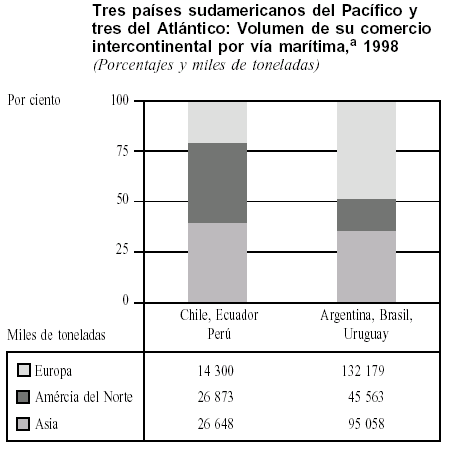 Tres países sudamericanos del Pacífico y
tres del Atlántico: Volumen de su comercio
intercontinental por vía marítima,a 1998
(Porcentajes y miles de toneladas)
Por ciento
100
75
50
25
0
Chile, Ecuador
Perú
Argentina, Brasil,
Uruguay
Miles de toneladas
Europa 14 300 132 179
Amércia del Norte 26 873 45 563
Asia 26 648 95 058